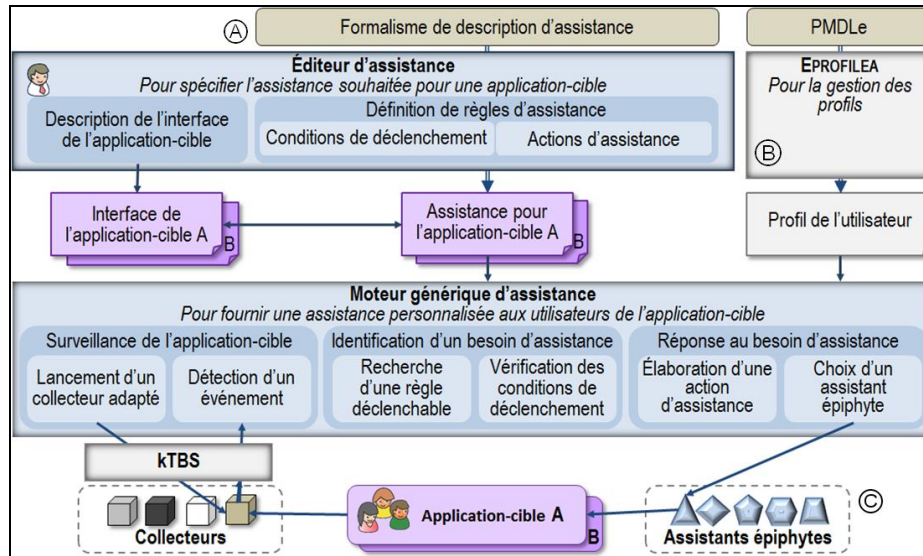 A
Formalisme de description d'assistance
PMDLe
Éditeur d'assistance
Pour spécifier l'assistance souhaitée pour une application-cible
Description de l'interface
de l'application-cible
Définition de règles d'assistance
Conditions de déclenchement
Actions d'assistance
EPROFILEA
Pour la gestion des
profils
B
Interface de
l'application-cible A
B
Assistance pour
l'application-cible A
B
Profil de l'utilisateur
Moteur générique d'assistance
Pour fournir une assistance personnalisée aux utilisateurs de l'application-cible
Surveillance de l'application-cible
Lancement d'un
collecteur adapté
Détection d'un
événement
Identification d'un besoin d'assistance
Recherche
d'une règle
déclenchable
Vérification des
conditions de
déclenchement
Réponse au besoin d'assistance
Élaboration d'une
action
d'assistance
Choix d'un
assistant
épiphyte
kTBS
Collecteurs
Application-cible A
B
Assistants épiphytes
C